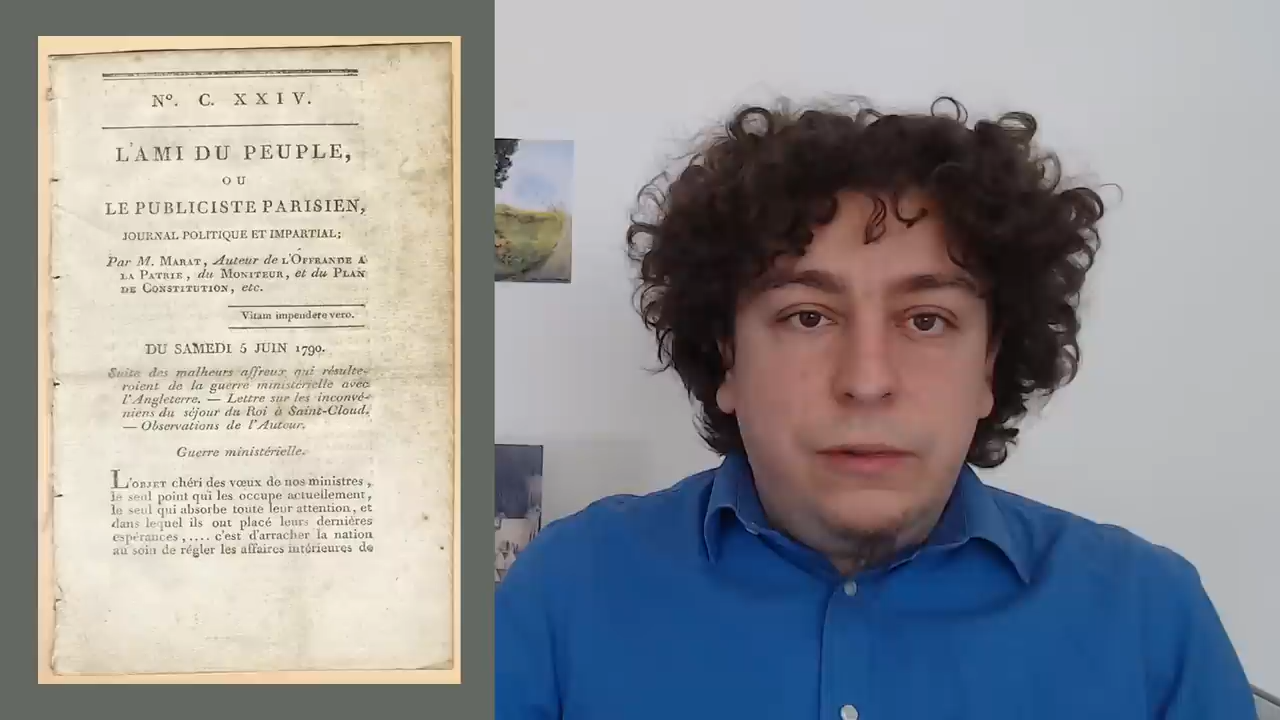 Nº. C. XXIV.
L'AMI DU PEUPLE,
OU
LE PUBLICISTE PARISIEN,
JOURNAL POLITIQUE ET IMPARTIAL;
Par M. MARAT, Auteur de L'OFFRANDE A
LA PATRIE, du MONITEUR, et du PLAN
DE CONSTITUTION, etc.
Vitam impendere vero.
DU SAMEDI 5 JUIN 1790.
Suite des malheurs affreux qui résulte-
roient de la guerre ministérielle avec
l'Angleterre. — Lettre sur les inconvé-
niens du séjour du Roi à Saint-Cloud.
— Observations de l'Auteur.
Guerre ministérielle.
L'OBJET chéri des vœux de nos ministres,
le seul point qui les occupe actuellement,
le seul qui absorbe toute leur attention, et
dans lequel ils ont placé leurs dernières
espérances,.... c'est d'arracher la nation
au soin de régler les affaires intérieures de